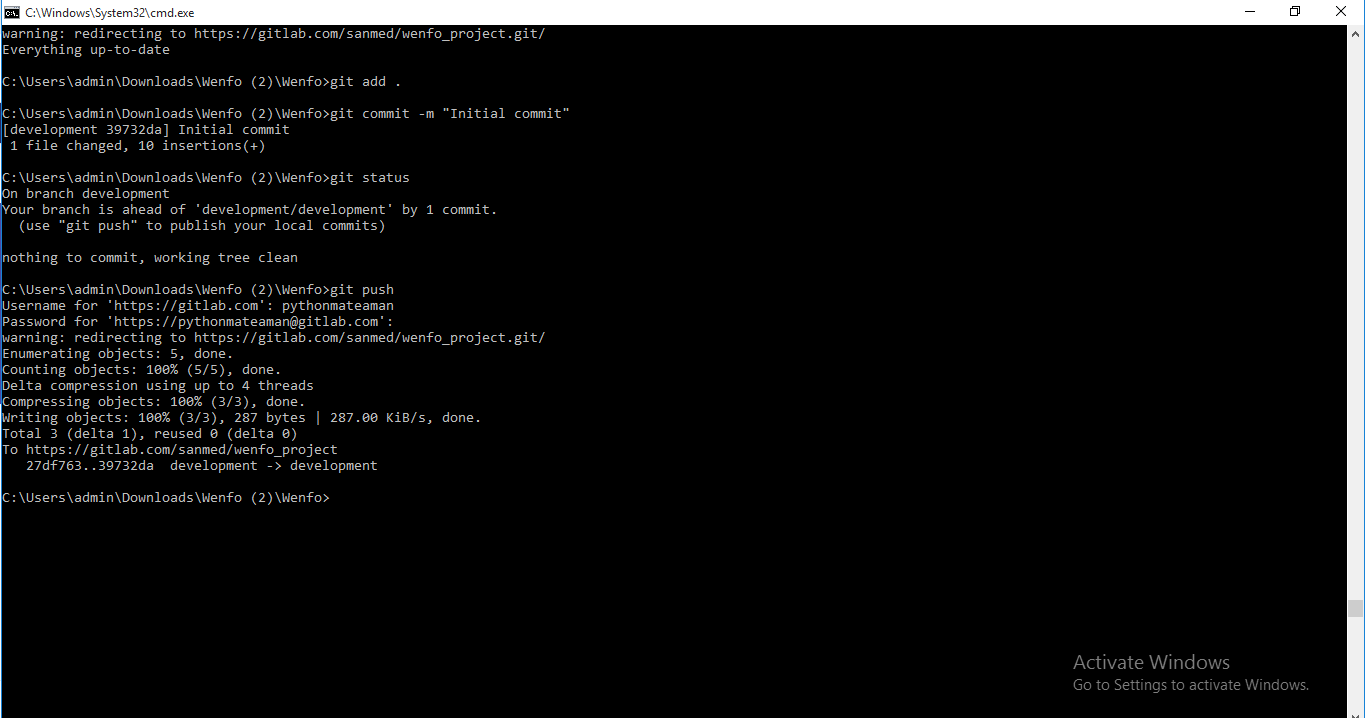 C:\Windows\System32\cmd.exe
warning: redirecting to https://gitlab.com/sanmed/wenfo_project.git/
Everything up-to-date
C:\Users\admin\Downloads\Wenfo (2)\Wenfo>git add .
C:\Users\admin\Downloads\Wenfo (2)\Wenfo>git commit -m "Initial commit"
[development 39732da] Initial commit
1 file changed, 10 insertions(+)
C:\Users\admin\Downloads\Wenfo (2)\Wenfo>git status
On branch development
Your branch is ahead of 'development/development' by 1 commit.
(use "git push" to publish your local commits)
nothing to commit, working tree clean
C:\Users\admin\Downloads\Wenfo (2)\Wenfo>git push
Username for 'https://gitlab.com': pythonmateaman
Password for 'https://pythonmateaman@gitlab.com':
warning: redirecting to https://gitlab.com/sanmed/wenfo_project.git/
Enumerating objects: 5, done.
Counting objects: 100% (5/5), done.
Delta compression using up to 4 threads
Compressing objects: 100% (3/3), done.
Writing objects: 100% (3/3), 287 bytes | 287.00 KiB/s, done.
Total 3 (delta 1), reused 0 (delta 0)
To https://gitlab.com/sanmed/wenfo_project
27df763..39732da  development -> development
C:\Users\admin\Downloads\Wenfo (2)\Wenfo>
Activate Windows
Go to Settings to activate Windows.